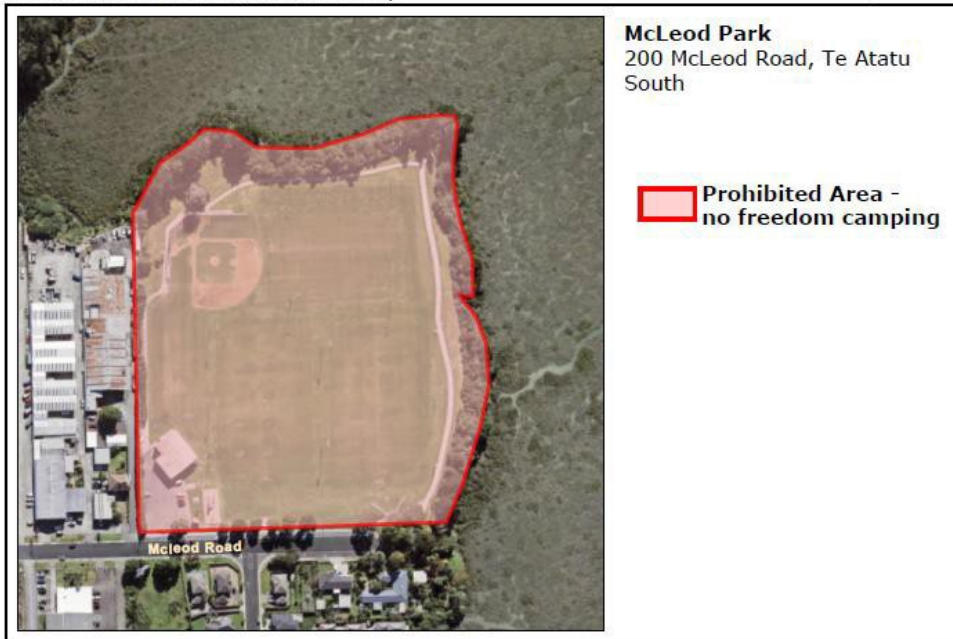 McLeod Park
200 McLeod Road, Te Atatu
South
Prohibited Area -
no freedom camping
Mcleod Road